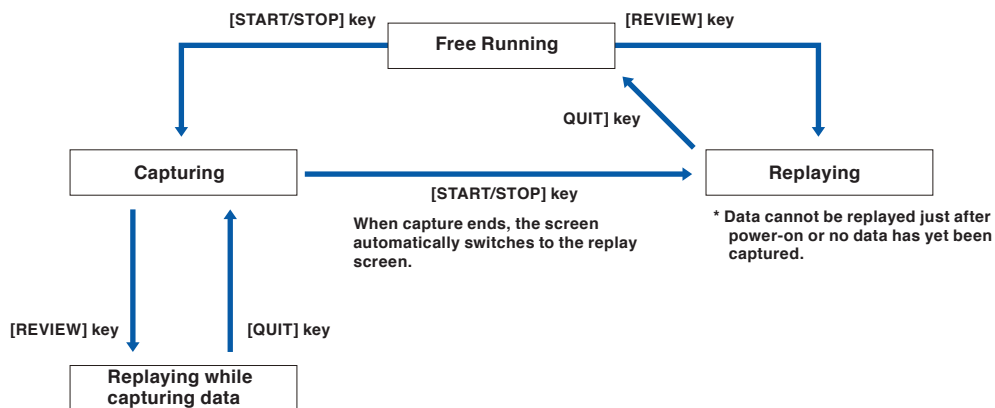 [START/STOP] key
[REVIEW] key
Free Running
QUIT] key
Capturing
Replaying
[START/STOP] key
When capture ends, the screen
automatically switches to the replay
screen.
* Data cannot be replayed just after
power-on or no data has yet been
captured.
[REVIEW] key
[QUIT] key
Replaying while
capturing data